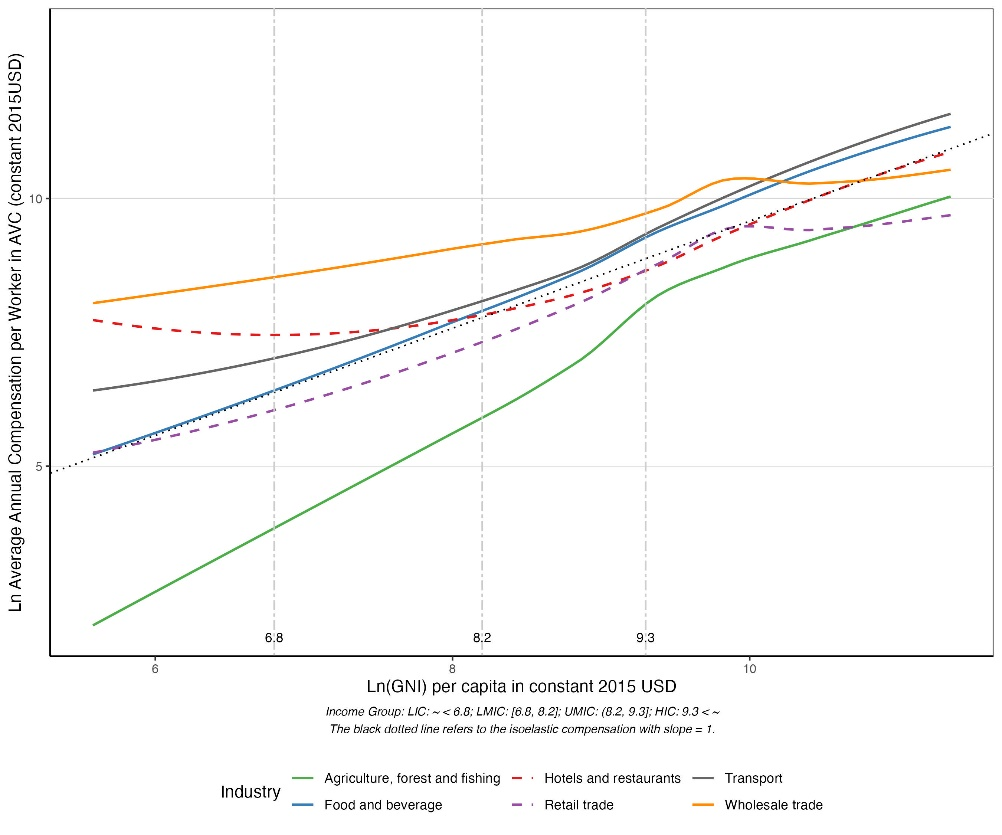 Ln Average Annual Compensation per Worker in AVC (constant 2015USD)
10
5
6.8
8.2
9.3
6
8
10
Ln(GNI) per capita in constant 2015 USD
Income Group: LIC: ~ < 6.8; LMIC: [6.8, 8.2]; UMIC: (8.2, 9.3]; HIC: 9.3 < ~
The black dotted line refers to the isoelastic compensation with slope = 1.
Industry
Agriculture, forest and fishing
Hotels and restaurants
Transport
Food and beverage
Retail trade
Wholesale trade